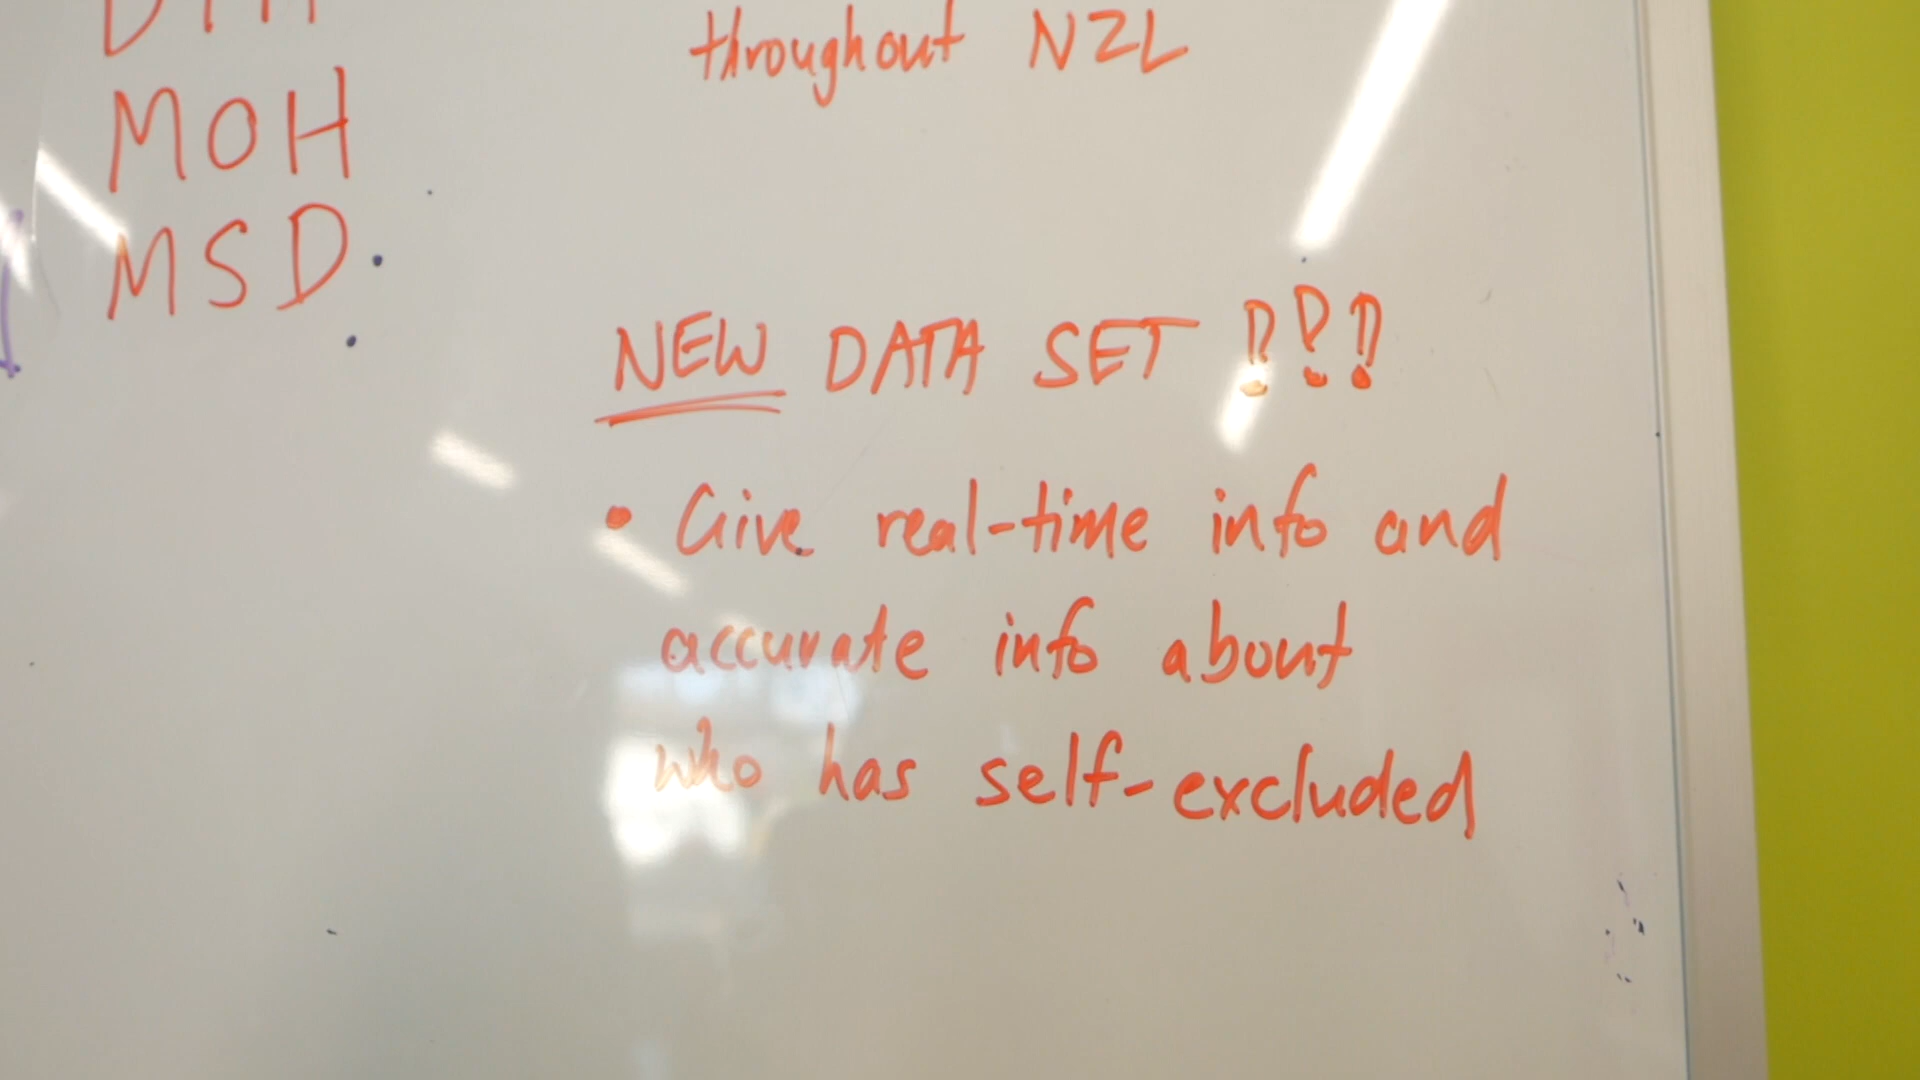 throughout NZL
MOH
MSD
NEW DATA SET !!!
• Give real-time info and
accurate info about
who has self-excluded